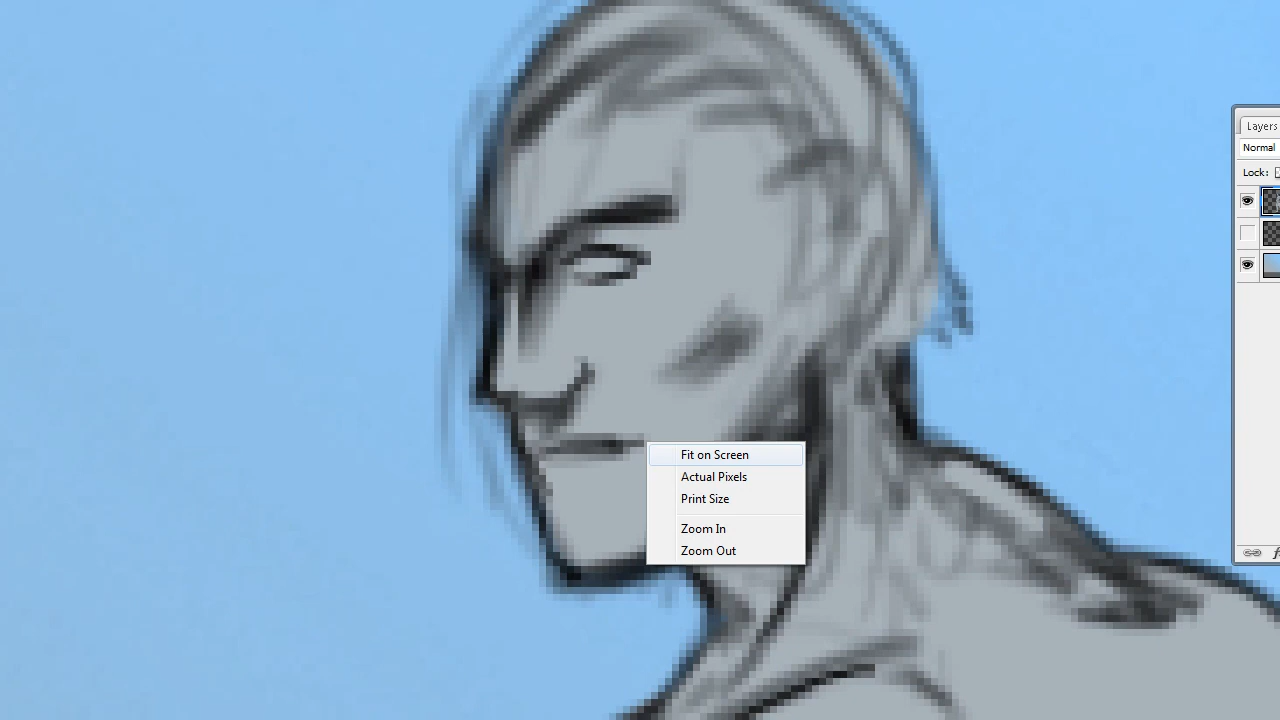 Layers
Normal
Lock:
Fit on Screen
Actual Pixels
Print Size
Zoom In
Zoom Out